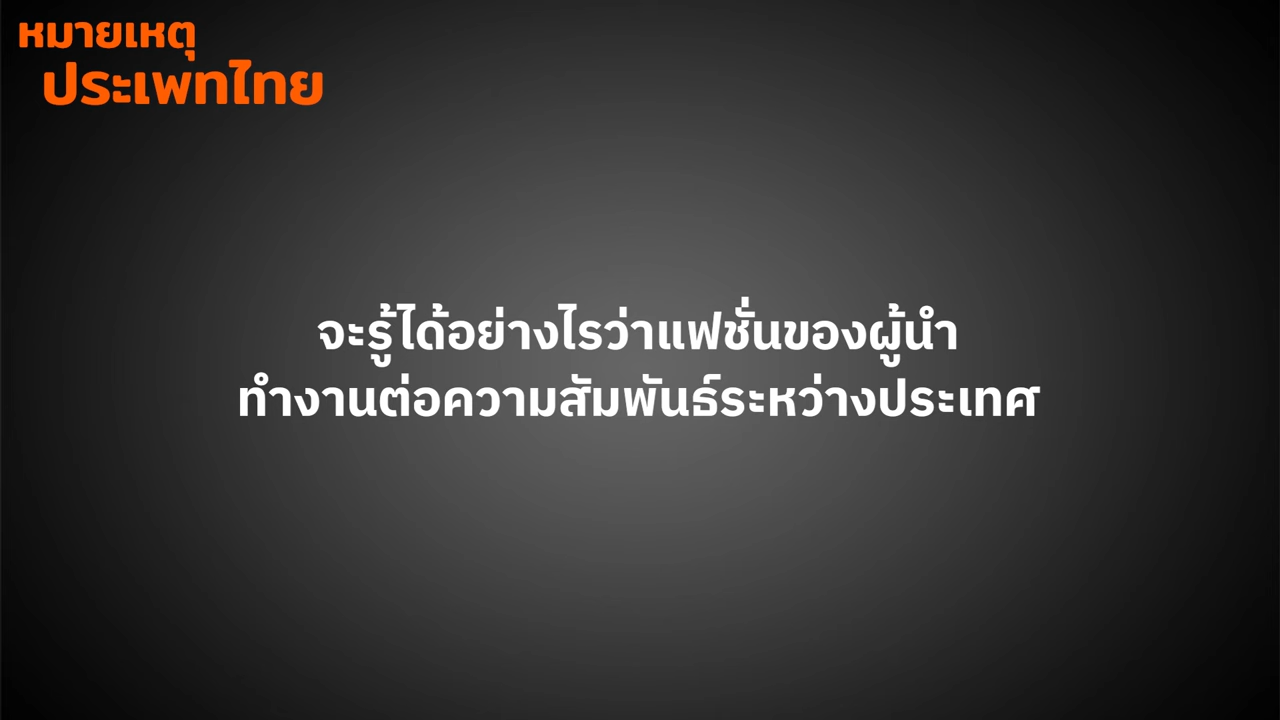 หมายเหตุ
ประเพทไทย
จะรู้ได้อย่างไรว่าแฟชั่นของผู้นำ
ทำงานต่อความสัมพันธ์ระหว่างประเทศ